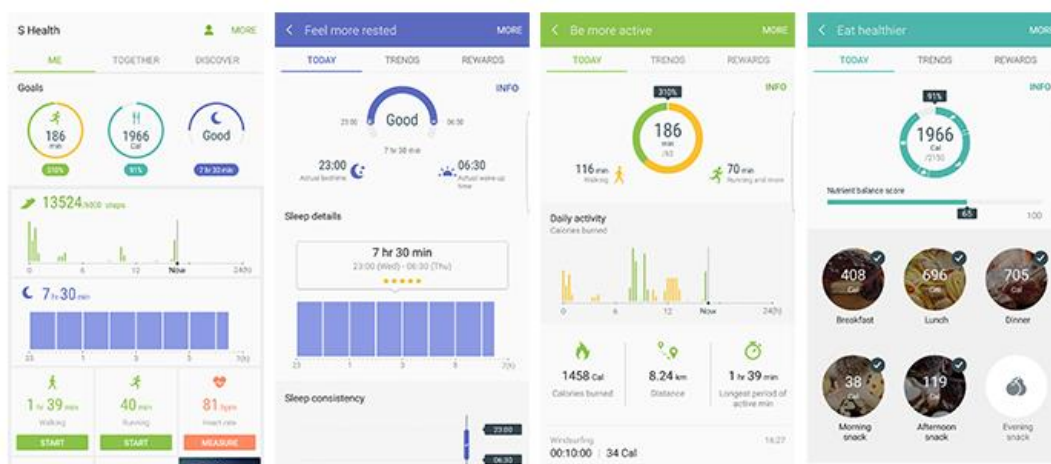 S Health
MORE
ME
TOGETHER
DISCOVER
Goals
186
min
1966
Cal
Good
310%
91%
7 hr 30 min
13524 /6000 steps
0
6
12
Now
24(h)
7 hr 30 min
23
1
3
5
7(h)
1 hr 39 min
40 min
81 bpm
Walking
Running
Heart rate
START
START
MEASURE
Feel more rested
MORE
TODAY
TRENDS
REWARDS
INFO
23:00
Good
06:30
7 hr 30 min
23:00
06:30
Actual bedtime
Actual wake up
time
Sleep details
7 hr 30 min
23:00 (Wed) - 06:30 (Thu)
23
1
3
5
7(h)
Sleep consistency
23:00
06:30
Be more active
MORE
TODAY
TRENDS
REWARDS
310%
INFO
186
min
116 min
70 min
Walking
Running and more
Daily activity
Calories burned
0
6
12
Now
24(h)
1458 Cal
8.24 km
1 hr 39 min
Calories burned
Distance
Longest period of
active min
Windsurfing
16:27
00:10:00 | 34 Cal
Eat healthier
MORE
TODAY
TRENDS
REWARDS
INFO
91%
1966
Cal
/2150
Nutrient balance score
65
100
408
Cal
696
Cal
705
Cal
Breakfast
Lunch
Dinner
38
Cal
119
Cal
Morning
snack
Afternoon
snack
Evening
snack